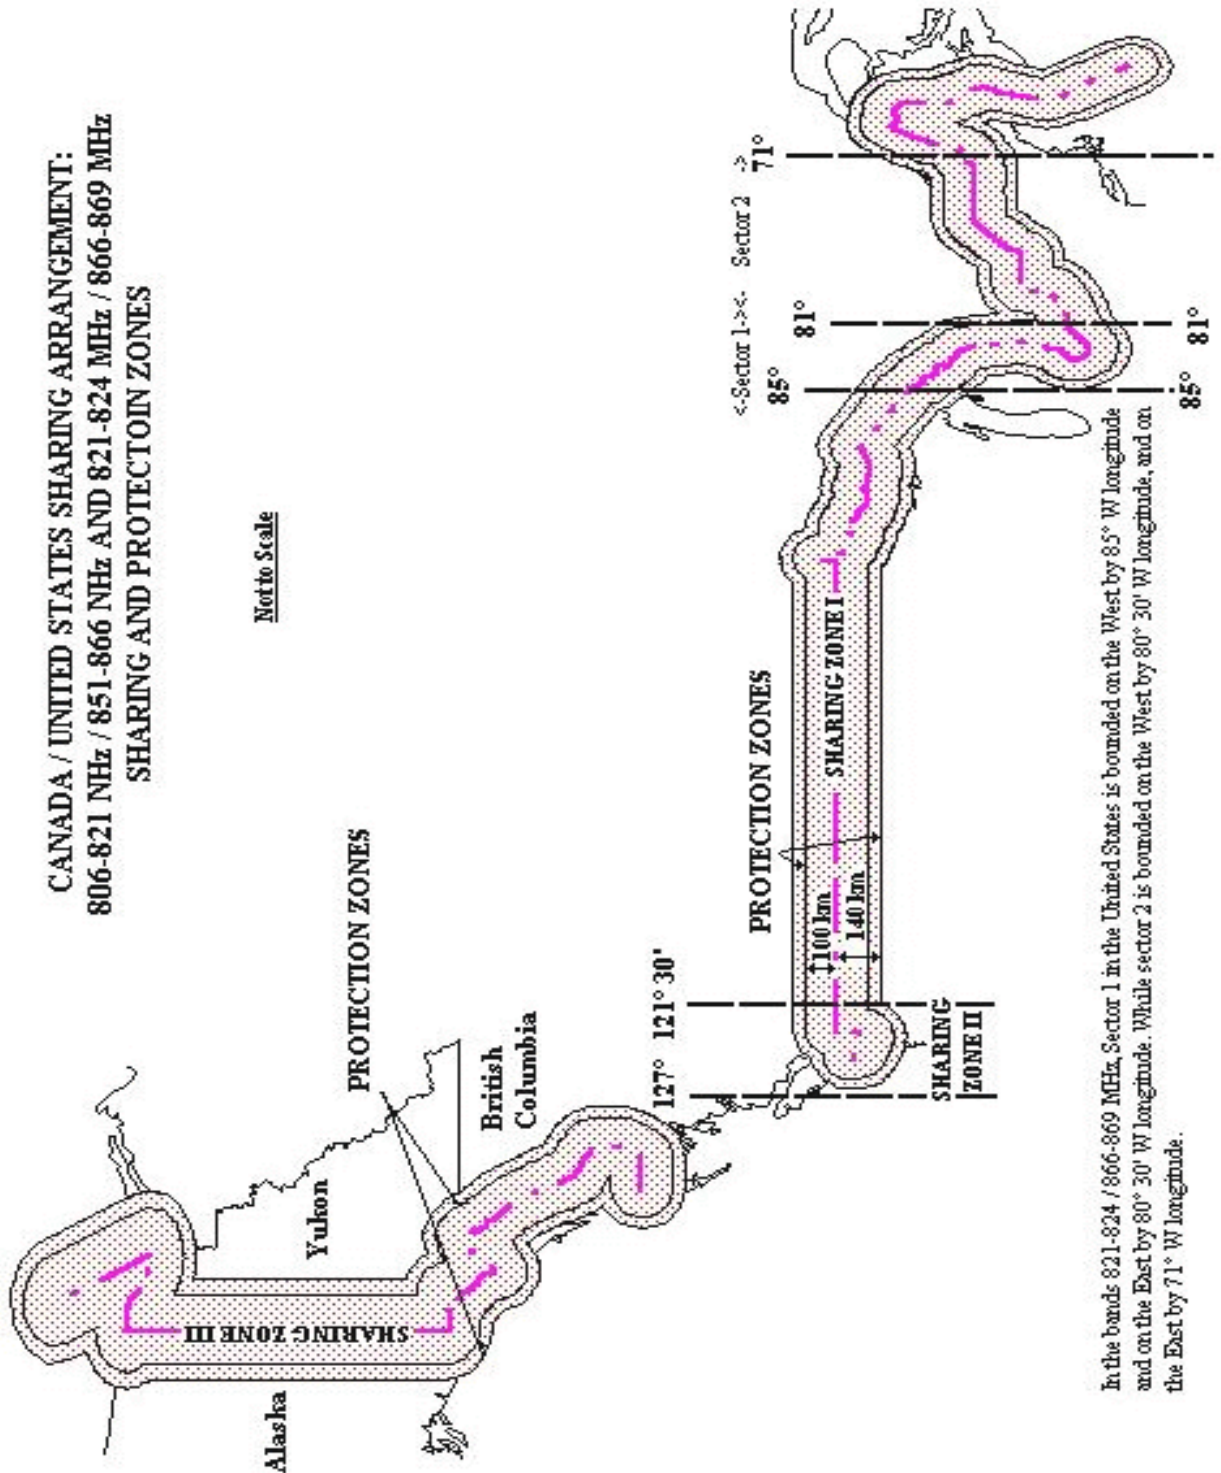 CANADA / UNITED STATES SHARING ARRANGEMENT:
806-821 NHz / 851-866 NHz AND 821-824 MHz / 866-869 MHz
SHARING AND PROTECTOIN ZONES
Not to Scale
PROTECTION ZONES
Yukon
British
Columbia
Alaska
SHARING ZONE III
127°
121° 30'
PROTECTION ZONES
100 km
140 km
SHARING ZONE I
SHARING
ZONE II
<-Sector 1-><- Sector 2 ->
85°
81°
71°
85°
81°
In the bands 821-824 / 866-869 MHz, Sector 1 in the United States is bounded on the West by 85° W longitude
and on the East by 80° 30' W longitude. While sector 2 is bounded on the West by 80° 30' W longitude, and on
the East by 71° W longitude.